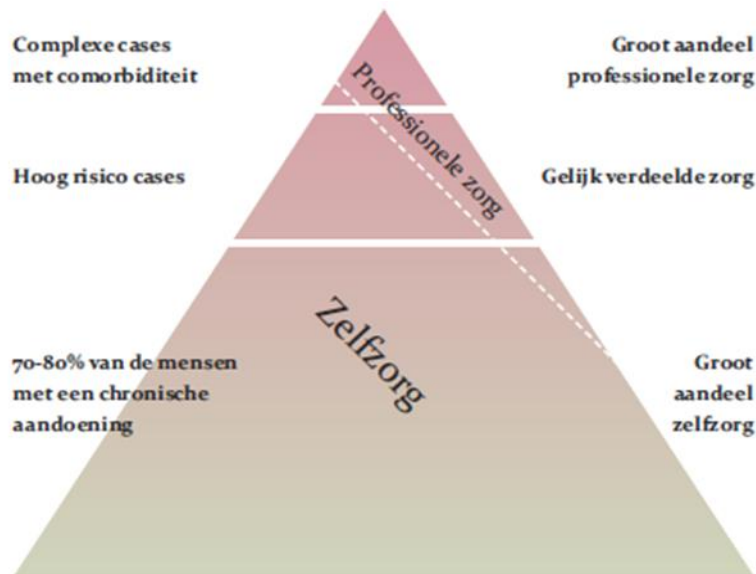 Complexe cases
met comorbiditeit
Groot aandeel
professionele zorg
Professionele zorg
Hoog risico cases
Gelijk verdeelde zorg
Zelfzorg
70-80% van de mensen
met een chronische
aandoening
Groot
aandeel
zelfzorg